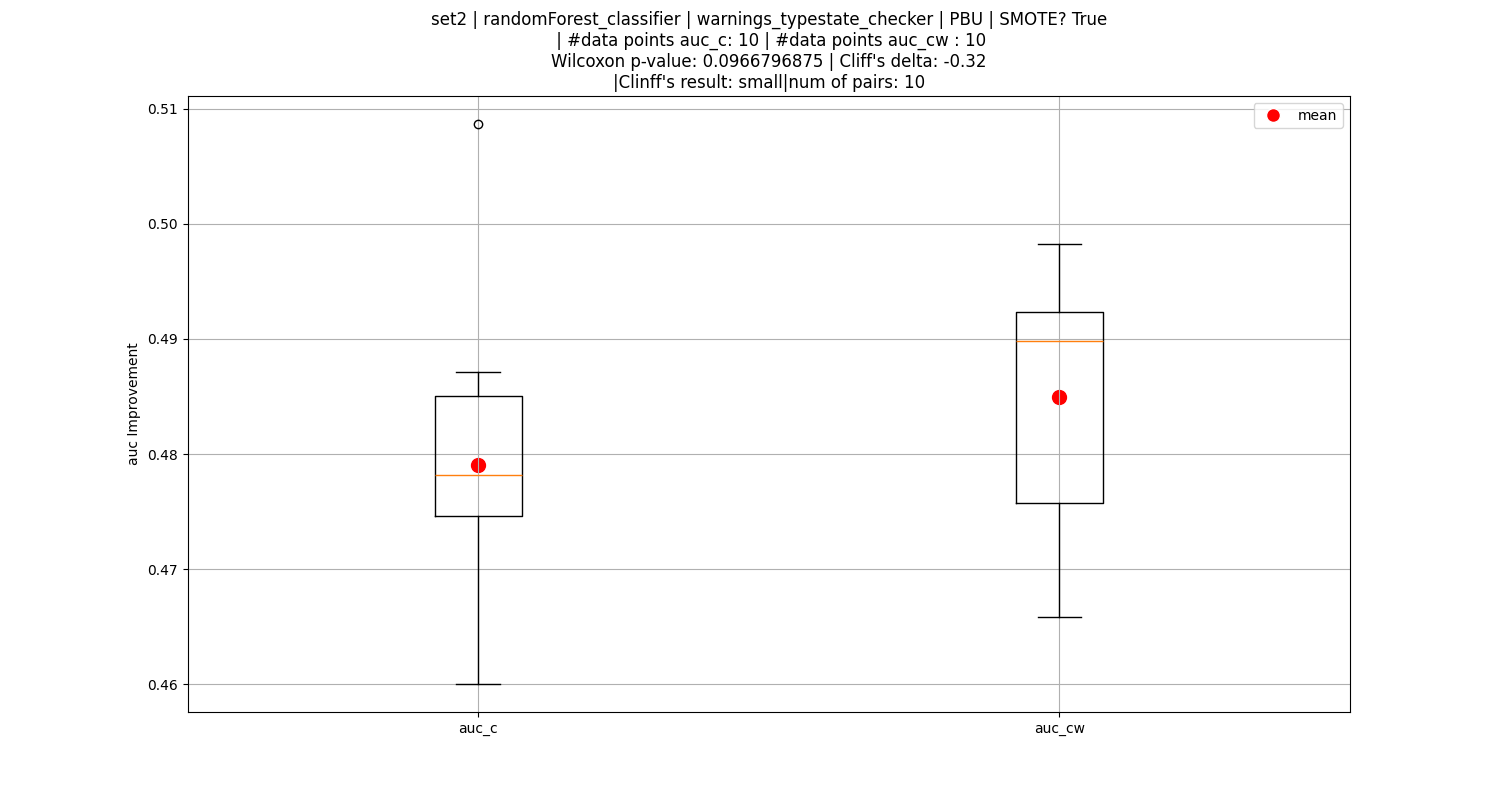 set2 | randomForest_classifier | warnings_typestate_checker | PBU | SMOTE? True
| #data points auc_c: 10 | #data points auc_cw : 10
Wilcoxon p-value: 0.0966796875 | Cliff's delta: -0.32
|Clinff's result: small|num of pairs: 10
mean
0.51
0.50
0.49
0.48
0.47
0.46
auc Improvement
auc_c
auc_cw